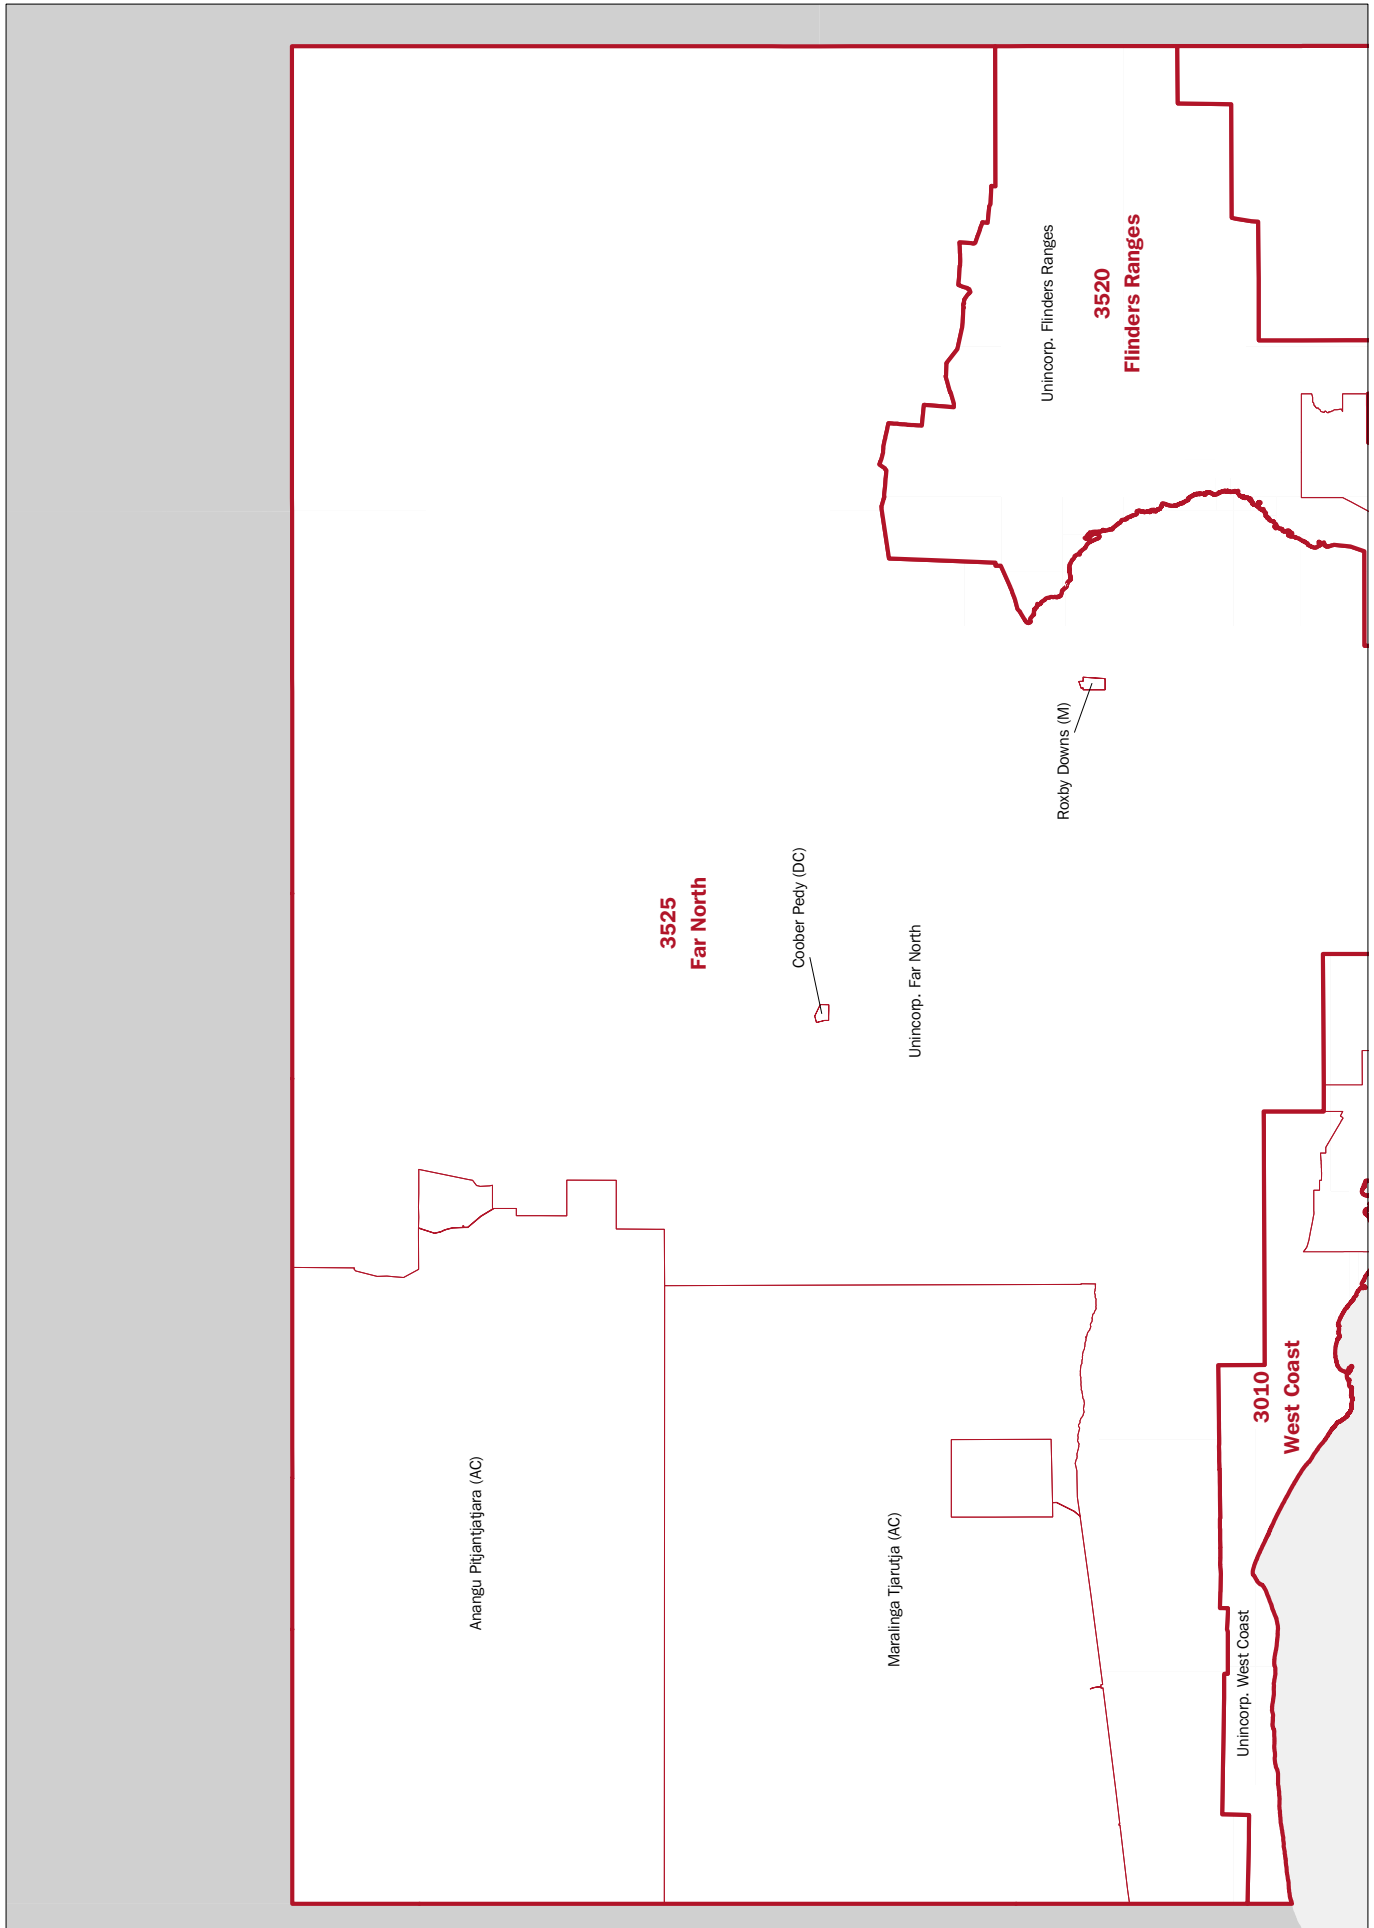 Anangu Pitjantjatjara (AC)
3525
Far North
Coober Pedy (DC)
Maralinga Tjarutja (AC)
Unincorp. Far North
Unincorp. Flinders Ranges
Roxby Downs (M)
3520
Flinders Ranges
Unincorp. West Coast
3010
West Coast